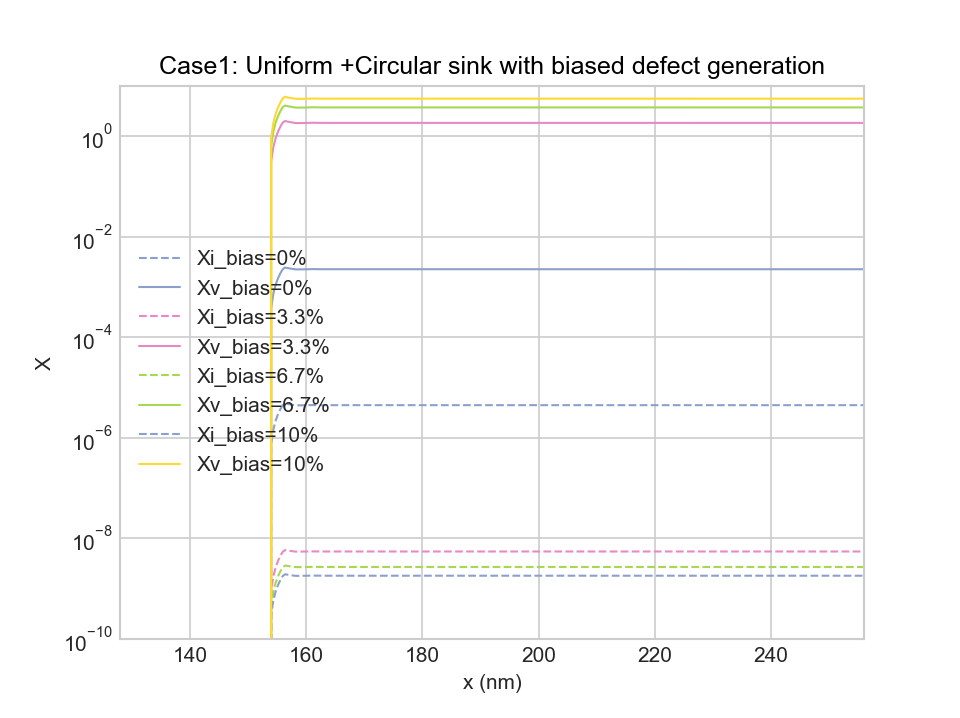 Case1: Uniform +Circular sink with biased defect generation
10⁰
10⁻²
10⁻⁴
10⁻⁶
10⁻⁸
10⁻¹⁰
X
Xi_bias=0%
Xv_bias=0%
Xi_bias=3.3%
Xv_bias=3.3%
Xi_bias=6.7%
Xv_bias=6.7%
Xi_bias=10%
Xv_bias=10%
140 160 180 200 220 240
x (nm)